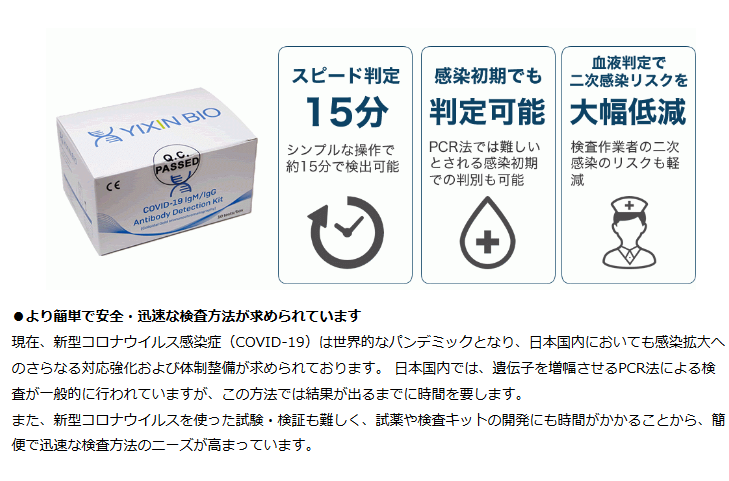 YIXIN BIO
Q.C.
PASSED
CE
COVID-19 IgM/IgG
Antibody Detection Kit
スピード判定
15分
シンプルな操作で
約15分で検出可能
感染初期でも
判定可能
PCR法では難しい
とされる感染初期
での判別も可能
血液判定で
二次感染リスクを
大幅低減
検査作業者の二次
感染のリスクも軽
減
●より簡単で安全・迅速な検査方法が求められています
現在、新型コロナウイルス感染症（COVID-19）は世界的なパンデミックとなり、日本国内においても感染拡大へ
のさらなる対応強化および体制整備が求められております。 日本国内では、遺伝子を増幅させるPCR法による検
査が一般的に行われていますが、この方法では結果が出るまでに時間を要します。
また、新型コロナウイルスを使った試験・検証も難しく、試薬や検査キットの開発にも時間がかかることから、簡
便で迅速な検査方法のニーズが高まっています。